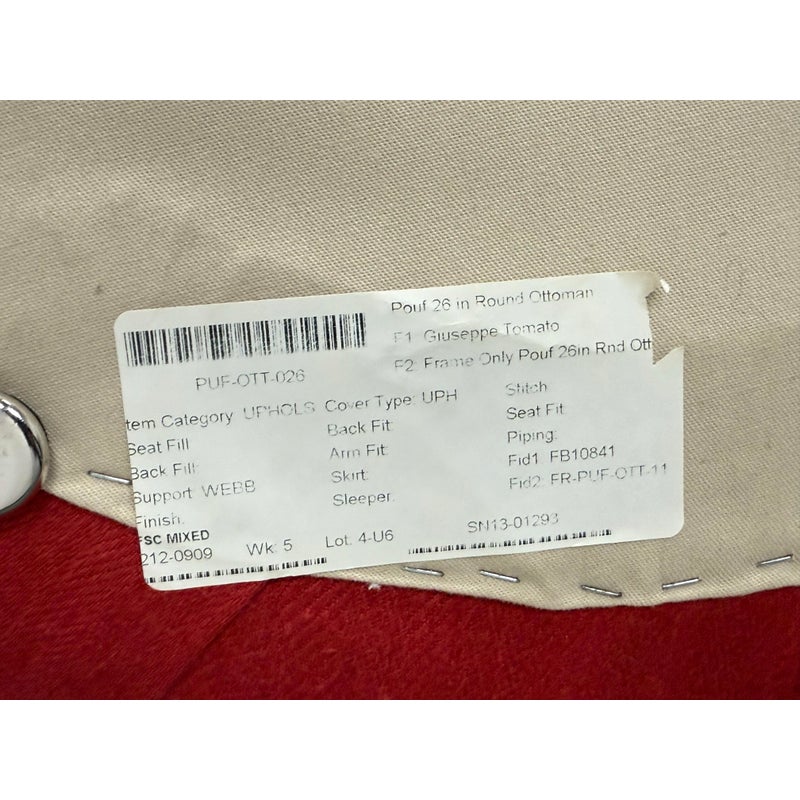 Pouf 26 in Round Ottoman
F1: Giuseppe Tomato
F2: Frame Only Pouf 26in Rnd Ott
PUF-OTT-026
tem Category UPHOLS Cover Type: UPH Stitch
Seat Fill Back Fit: Seat Fit
Back Fill: Arm Fit: Piping:
Support WEBB Skirt: Fid1 FB10841
Finish. Sleeper: Fid2: FR-PUF-OTT-11
FSC MIXED
212-0909 Wk: 5 Lot: 4-U6 SN13-01293